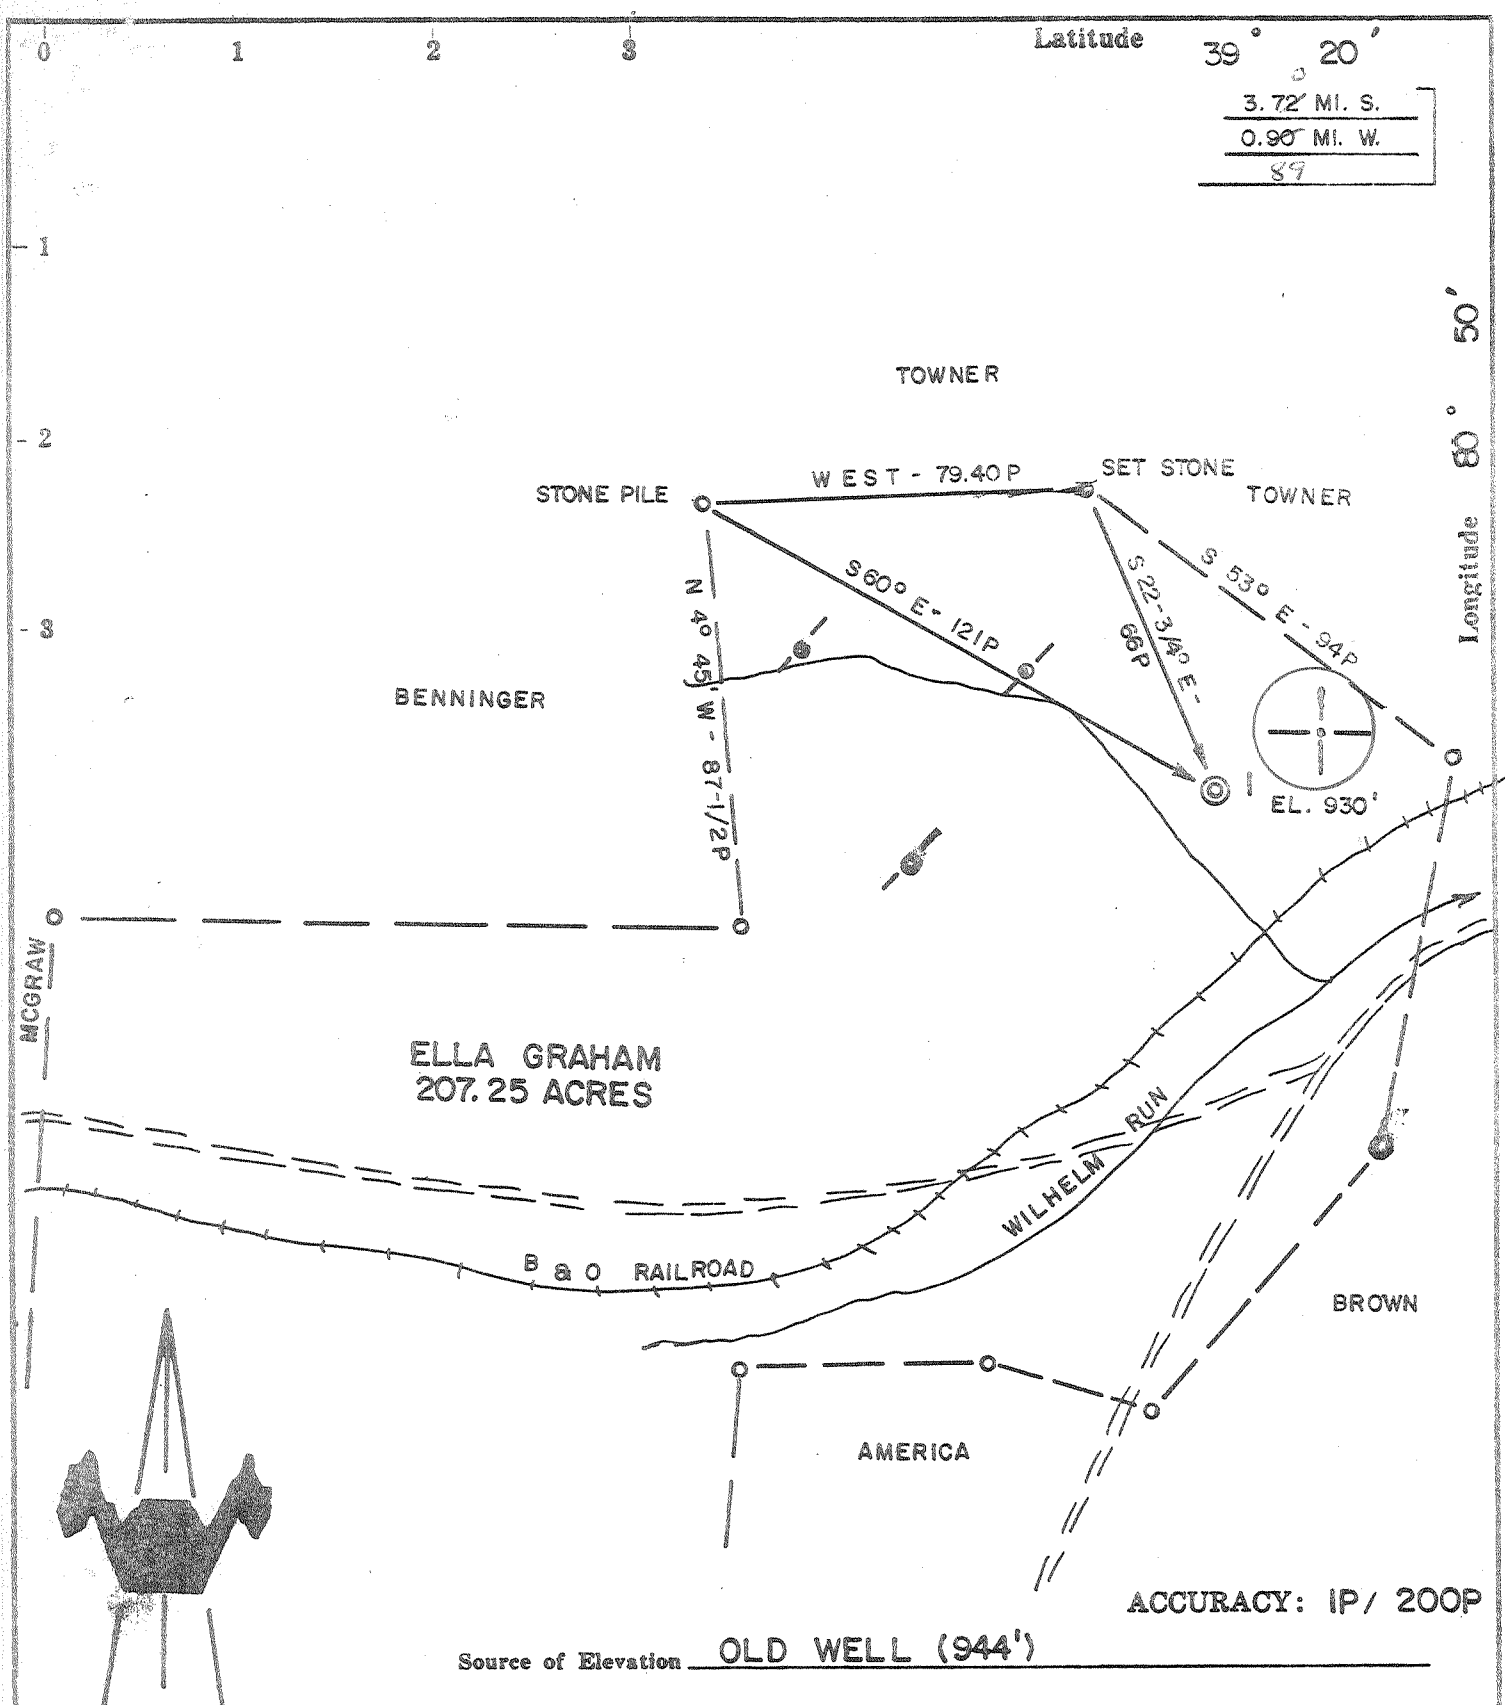 0 1 2 3 Latitude 39° 20'
0
3.72 MI. S.
0.90 MI. W.
89
- 1
- 2
- 3
Longitude 80° 50'
TOWNER
WEST - 79.40 P
SET STONE
STONE PILE
TOWNER
S 60° E - 121P
S 22-3/4° E -
66P
S 53° E - 94P
N 4° 45' W - 87-1/2 P
BENNINGER
1
EL. 930'
MCGRAW
ELLA GRAHAM
207.25 ACRES
WILHELM RUN
B & O RAILROAD
BROWN
AMERICA
ACCURACY: 1P/ 200P
Source of Elevation OLD WELL (944')